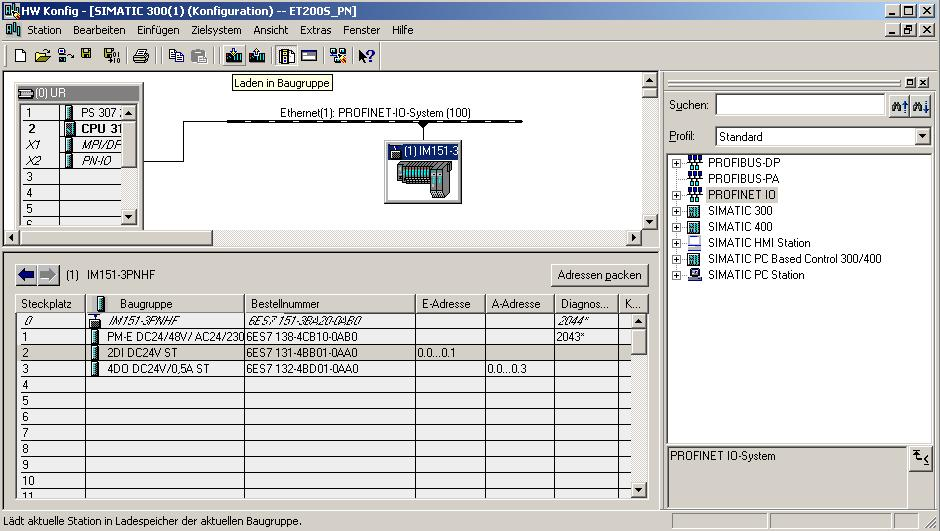 HW Konfig - [SIMATIC 300(1) (Konfiguration) -- ET200S_PN]
Station Bearbeiten Einfügen Zielsystem Ansicht Extras Fenster Hilfe
Laden in Baugruppe
(0) UR
1 PS 307
2 CPU 31
X1 MPI/DP
X2 PN-IO
3
4
5
6
Ethernet(1): PROFINET-IO-System (100)
(1) IM151-3
Suchen:
Profil: Standard
PROFIBUS-DP
PROFIBUS-PA
PROFINET IO
SIMATIC 300
SIMATIC 400
SIMATIC HMI Station
SIMATIC PC Based Control 300/400
SIMATIC PC Station
PROFINET IO-System
(1) IM151-3PNHF
Adressen packen
Steckplatz Baugruppe Bestellnummer E-Adresse A-Adresse Diagnos... K...
0 IM151-3PNHF 6ES7 151-3BA20-0AB0 2044*
1 PM-E DC24/48V/ AC24/230 6ES7 138-4CB10-0AB0 2043*
2 2DI DC24V ST 6ES7 131-4BB01-0AA0 0.0...0.1
3 4DO DC24V/0,5A ST 6ES7 132-4BD01-0AA0 0.0...0.3
4
5
6
7
8
9
10
11
Lädt aktuelle Station in Ladespeicher der aktuellen Baugruppe.